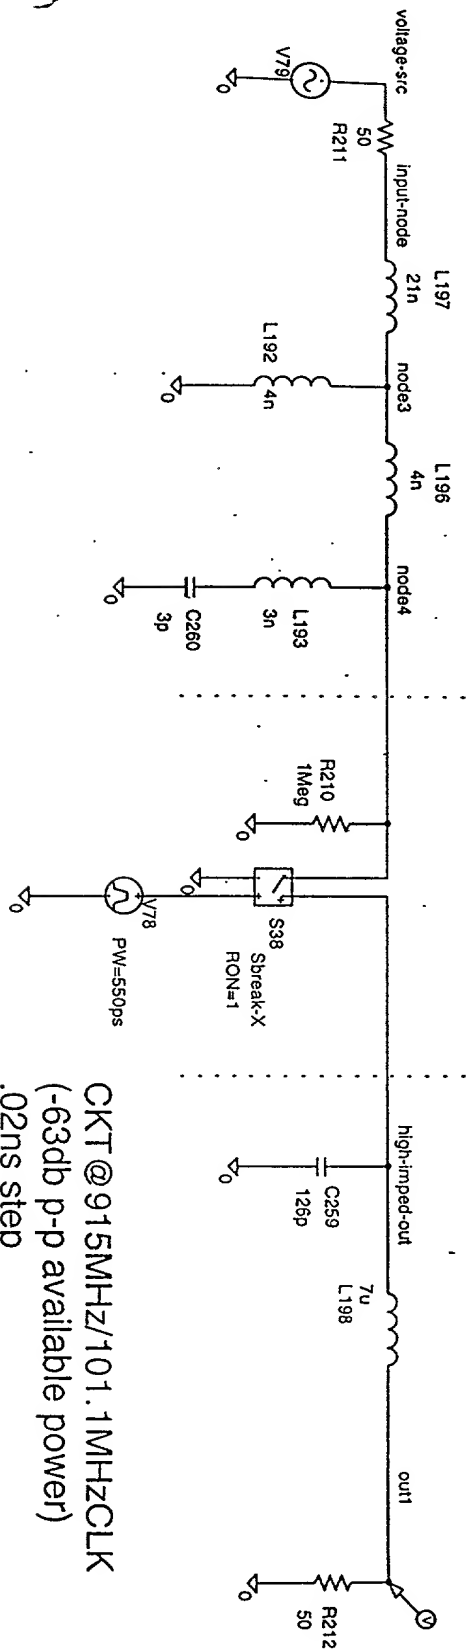 voltage-src
V79
0
50
R211
input-node
L197
21n
node3
L192
4n
0
L196
4n
node4
L193
3n
C260
3p
0
R210
1Meg
0
0
S38
Sbreak-X
RON=1
V78
PW=550ps
0
high-imped-out
C259
126p
0
7u
L198
out1
V
R212
50
0
CKT@915MHz/101.1MHzCLK
(-63db p-p available power)
.02ns step